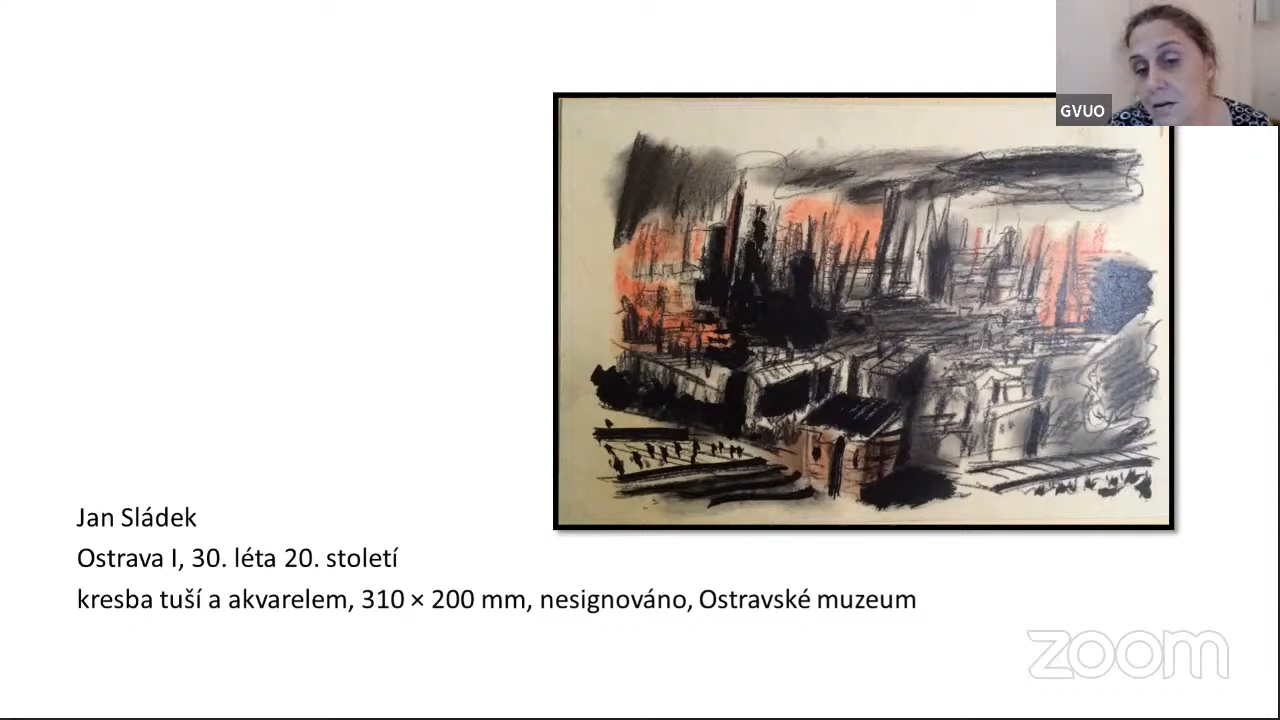 GVUO
Jan Sládek
Ostrava I, 30. léta 20. století
kresba tuší a akvarelem, 310 × 200 mm, nesignováno, Ostravské muzeum
zoom